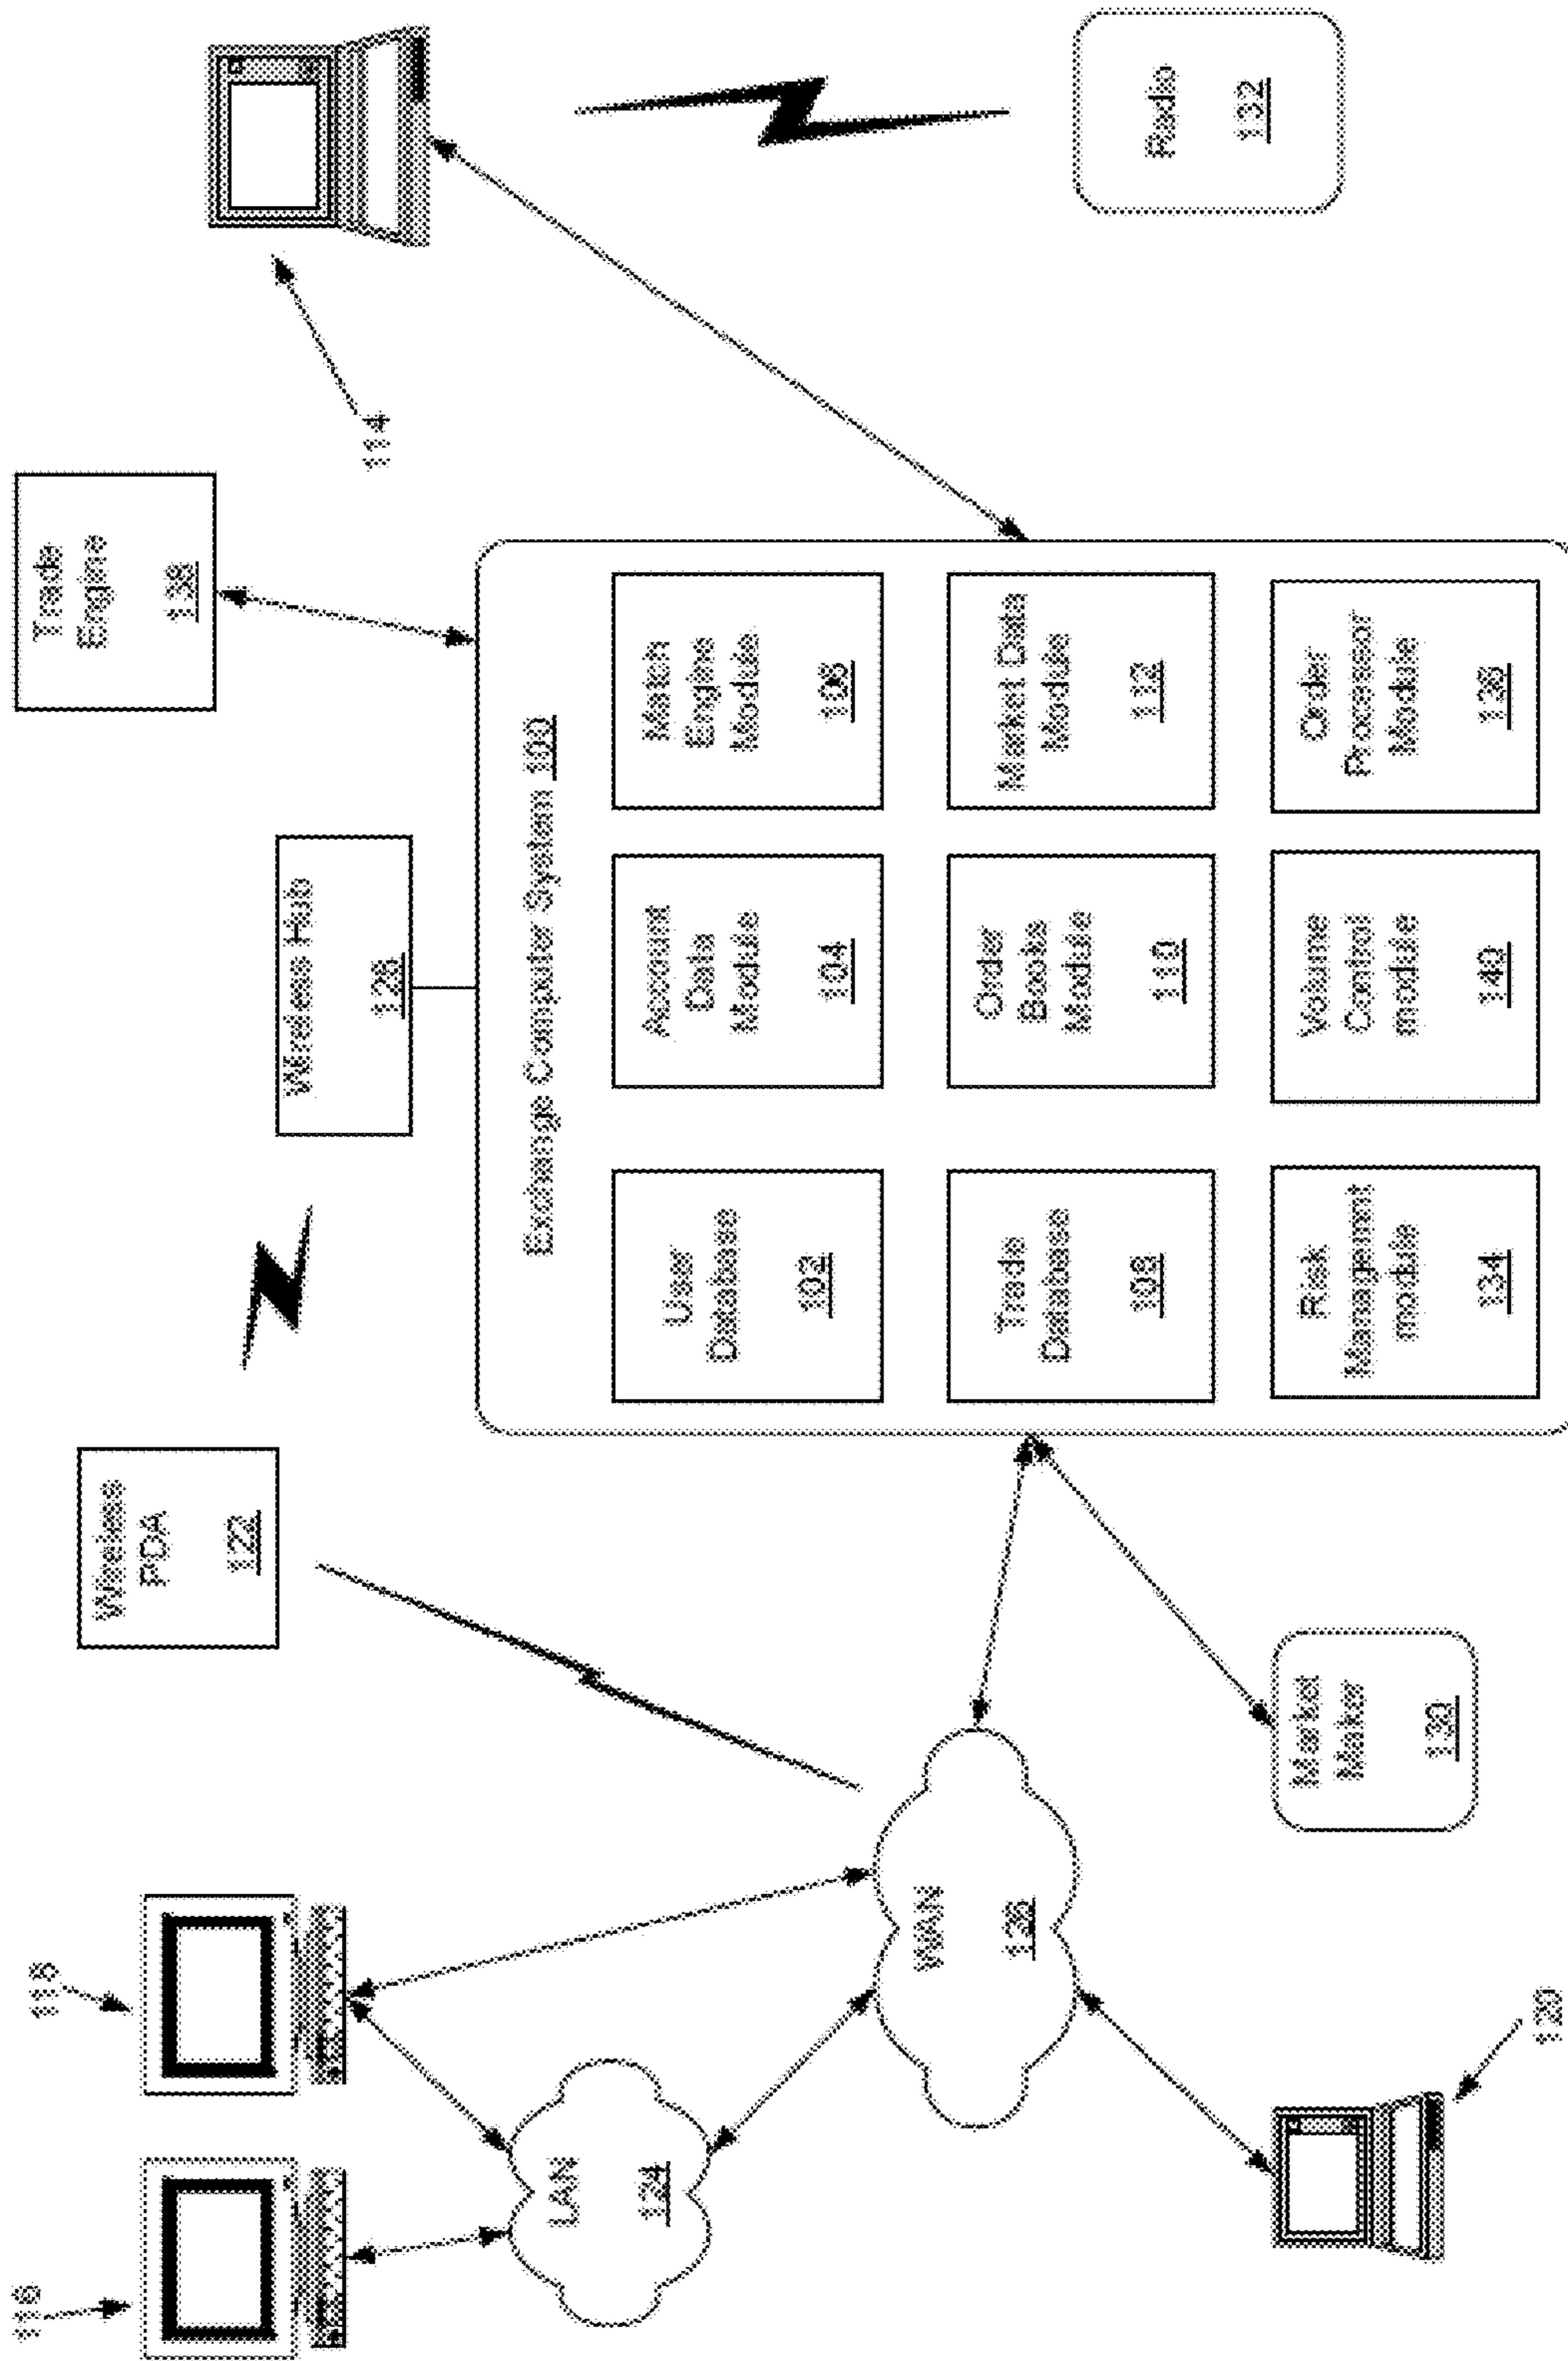 116
118
Wireless
PDA
122
Wireless Hub
128
Trade
Engine
138
114
Exchange Computer System 100
User
Database
102
Account
Data
Module
104
Match
Engine
Module
106
Trade
Database
108
Order
Books
Module
110
Market Data
Module
112
Risk
Management
module
134
Volume
Control
module
140
Order
Processor
Module
136
LAN
124
WAN
126
Market
Maker
130
120
Radio
132